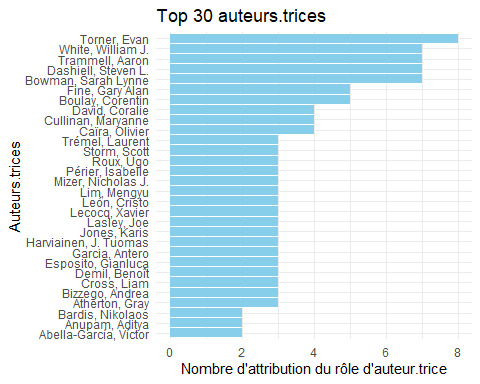 Top 30 auteurs.trices
Torner, Evan
White, William J.
Trammell, Aaron
Dashiell, Steven L.
Bowman, Sarah Lynne
Fine, Gary Alan
Boulay, Corentin
David, Coralie
Cullinan, Maryanne
Caïra, Olivier
Trémel, Laurent
Storm, Scott
Roux, Ugo
Périer, Isabelle
Mizer, Nicholas J.
Lim, Mengyu
León, Cristo
Lecocq, Xavier
Lasley, Joe
Jones, Karis
Harviainen, J. Tuomas
Garcia, Antero
Esposito, Gianluca
Demil, Benoît
Cross, Liam
Bizzego, Andrea
Atherton, Gray
Bardis, Nikolaos
Anupam, Aditya
Abella-García, Víctor
Auteurs.trices
0 2 4 6 8
Nombre d'attribution du rôle d'auteur.trice